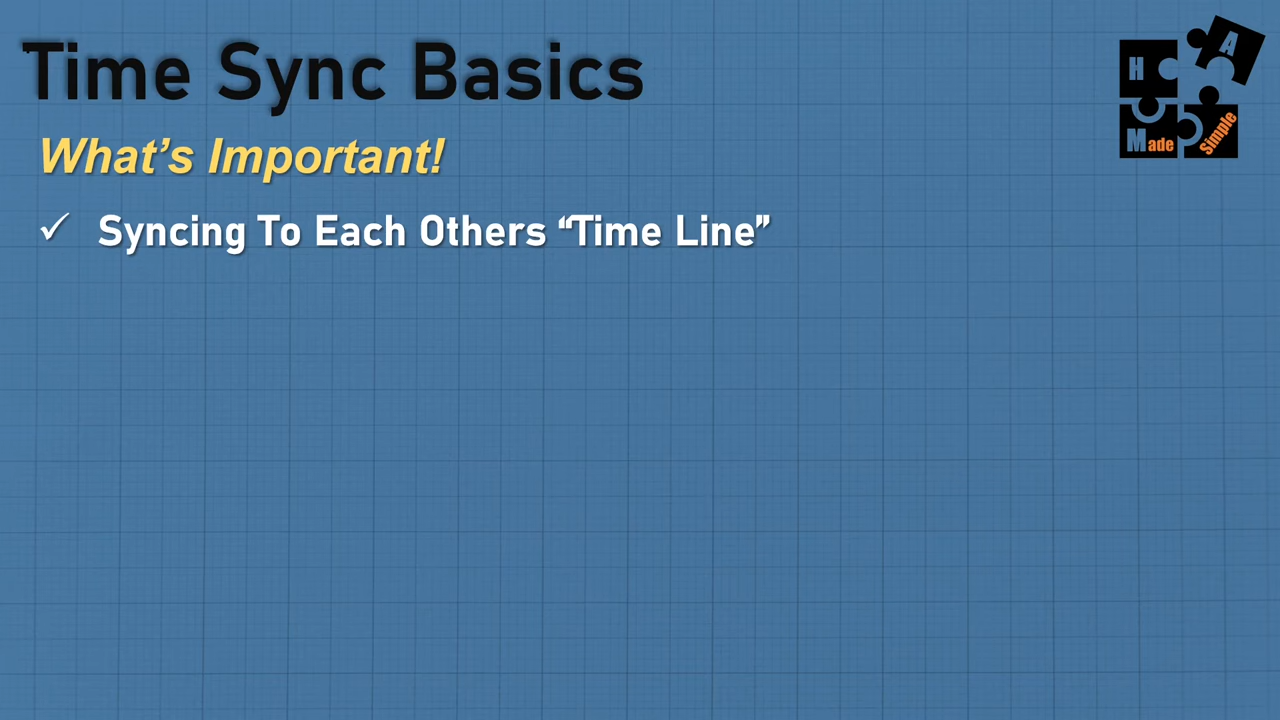 Time Sync Basics
What’s Important!
✓ Syncing To Each Others “Time Line”
H A
Made Simple